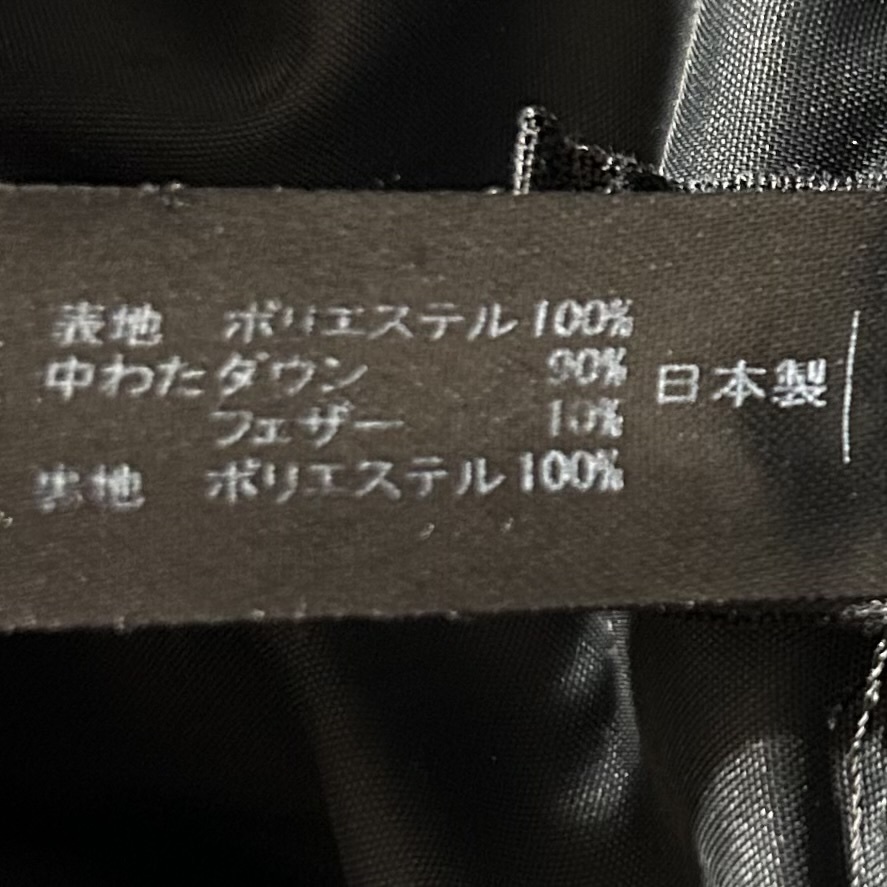 表地 ポリエステル100%
中わたダウン 90%
フェザー 10%
裏地 ポリエステル100%
日本製